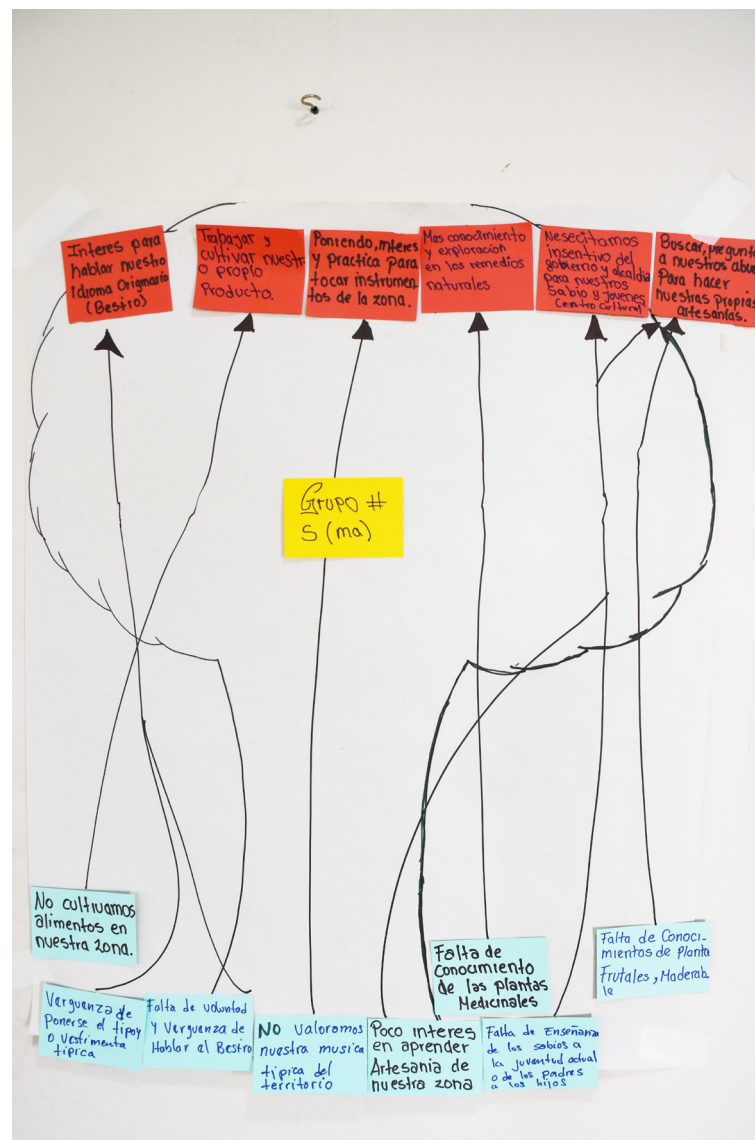 Interes para
hablar nuestro
Idioma Originario
(Besɨro)
Trabajar y
cultivar nuestr
o propio
Producto.
Poniendo, interes
y practica para
tocar instrumen-
tos de la zona.
Mas conocimiento
y exploracion
en los remedios
naturales
Nesecitamos
insentivo del
gobierno y alcaldia
para nuestros
Sabio y Jovenes
Centro Cultural
Buscar, pregunt
a nuestros abue
Para hacer
nuestras propias
artesanías.
Grupo #
5 (ma)
No cultivamos
alimentos en
nuestra zona.
Verguenza de
Ponerse el tipoy
o vestimenta
tipica
Falta de voluntad
y Verguenza de
Hablar el Besɨro
NO valoramos
nuestra musica
tipica del
territorio
Poco interes
en aprender
Artesania de
nuestra zona
Falta de
conocimiento
de las plantas
Medicinales
Falta de Enseñanza
de los sabios a
la juventud actual
o de los padres
a los hijos
Falta de Conoci-
mientos de Planta
Frutales, Maderab
le